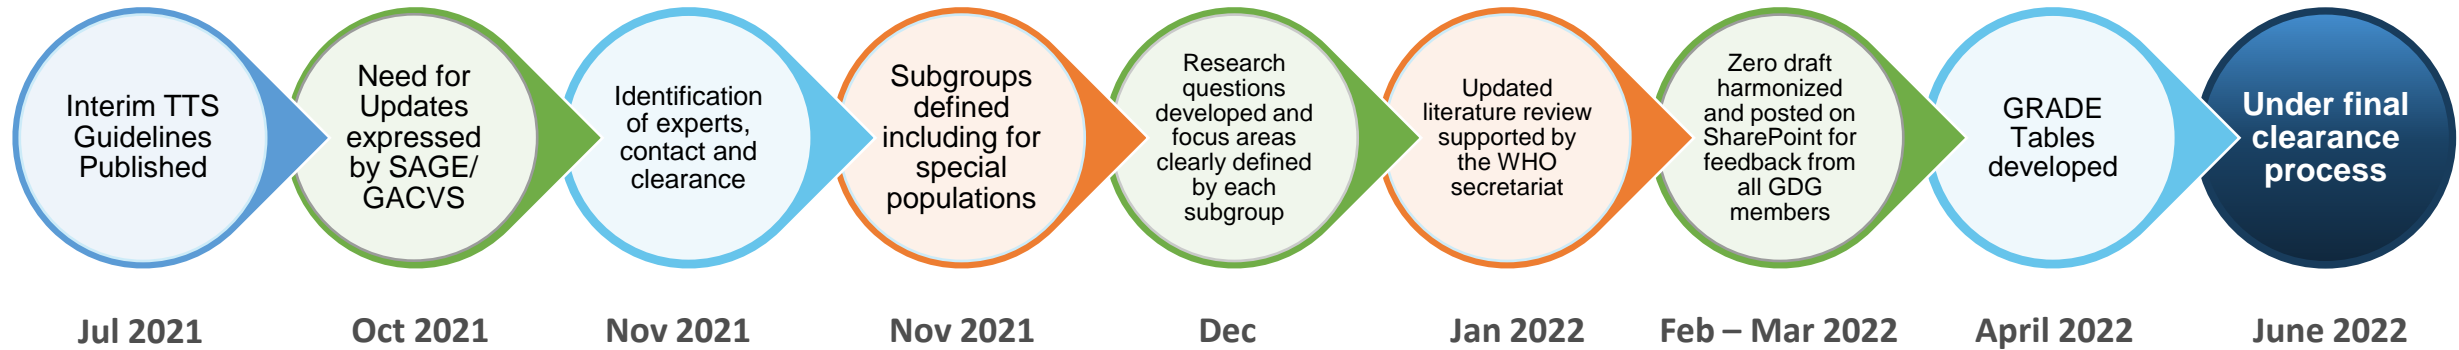 Interim TTS
Guidelines
Published
Need for
Updates
expressed
by SAGE/
GACVS
Identification
of experts,
contact and
clearance
Subgroups
defined
including for
special
populations
Research
questions
developed and
focus areas
clearly defined
by each
subgroup
Updated
literature review
supported by
the WHO
secretariat
Zero draft
harmonized
and posted on
SharePoint for
feedback from
all GDG
members
GRADE
Tables
developed
Under final
clearance
process
Jul 2021
Oct 2021
Nov 2021
Nov 2021
Dec
Jan 2022
Feb – Mar 2022
April 2022
June 2022